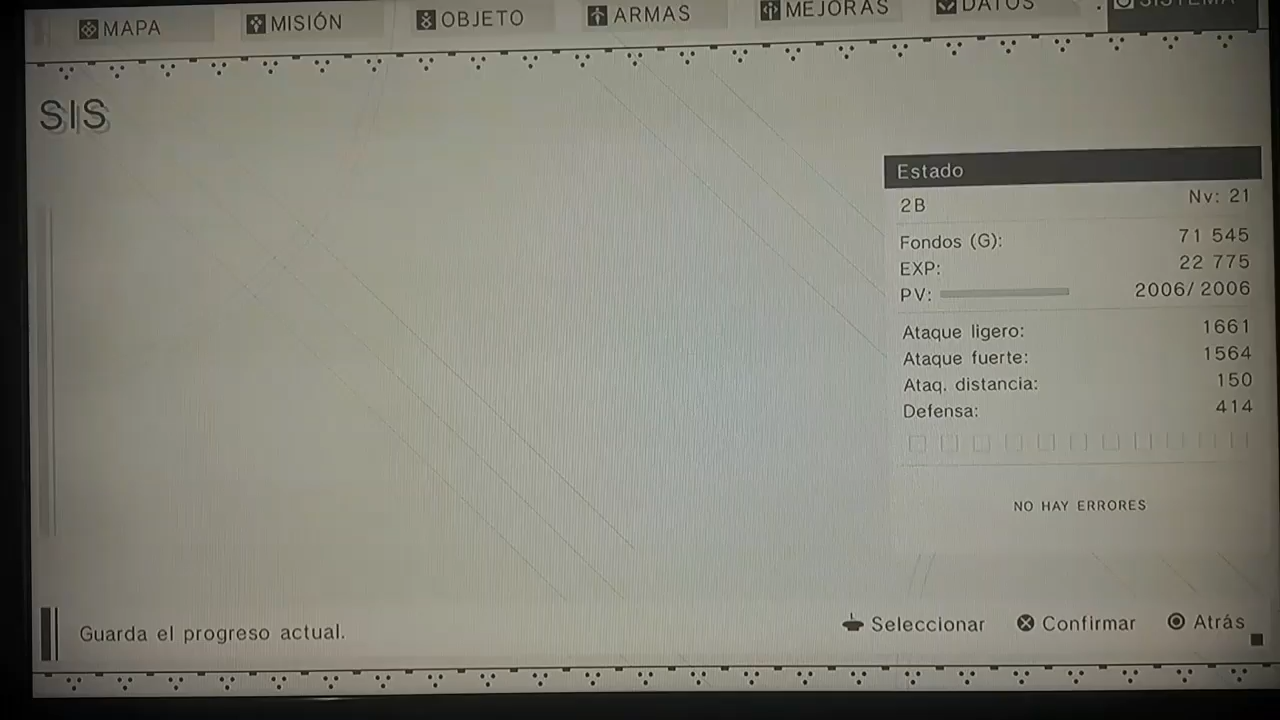 MAPA MISIÓN OBJETO ARMAS MEJORAS DATOS SISTEMA
SIS
Estado
2B Nv: 21
Fondos (G): 71 545
EXP: 22 775
PV: 2006/ 2006
Ataque ligero: 1661
Ataque fuerte: 1564
Ataq. distancia: 150
Defensa: 414
NO HAY ERRORES
Guarda el progreso actual.
Seleccionar Confirmar Atrás